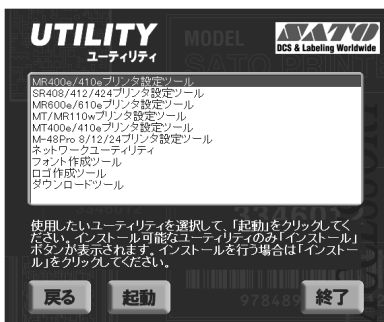 UTILITY
ユーティリティ
MODEL
SATO
DCS & Labeling Worldwide
MR400e/410eプリンタ設定ツール
SR408/412/424プリンタ設定ツール
MR600e/610eプリンタ設定ツール
MT/MR110wプリンタ設定ツール
MT400e/410eプリンタ設定ツール
M-48Pro 8/12/24プリンタ設定ツール
ネットワークユーティリティ
フォント作成ツール
ロゴ作成ツール
ダウンロードツール
使用したいユーティリティを選択して、「起動」をクリックしてく
ださい。インストール可能なユーティリティのみ「インストール」
ボタンが表示されます。インストールを行う場合は「インストー
ル」をクリックしてください。
戻る
起動
978489
終了